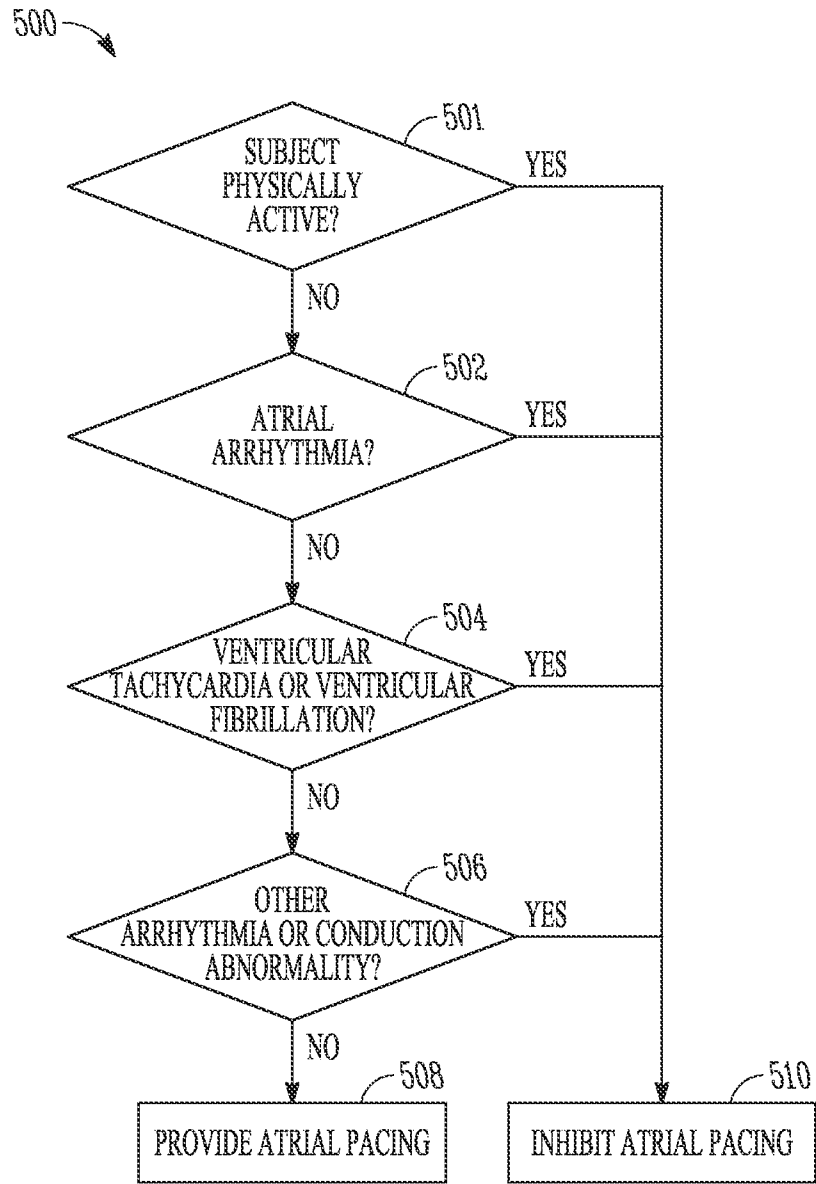 500
501
SUBJECT
PHYSICALLY
ACTIVE?
YES
NO
502
ATRIAL
ARRHYTHMIA?
YES
NO
504
VENTRICULAR
TACHYCARDIA OR VENTRICULAR
FIBRILLATION?
YES
NO
506
OTHER
ARRHYTHMIA OR CONDUCTION
ABNORMALITY?
YES
NO
508
PROVIDE ATRIAL PACING
510
INHIBIT ATRIAL PACING